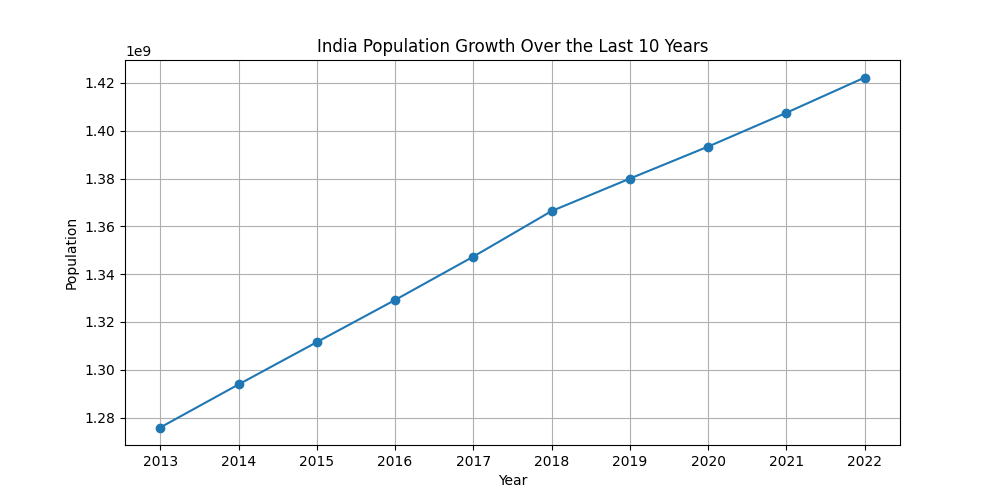 India Population Growth Over the Last 10 Years
1e9
1.42
1.40
1.38
1.36
1.34
1.32
1.30
1.28
Population
2013 2014 2015 2016 2017 2018 2019 2020 2021 2022
Year